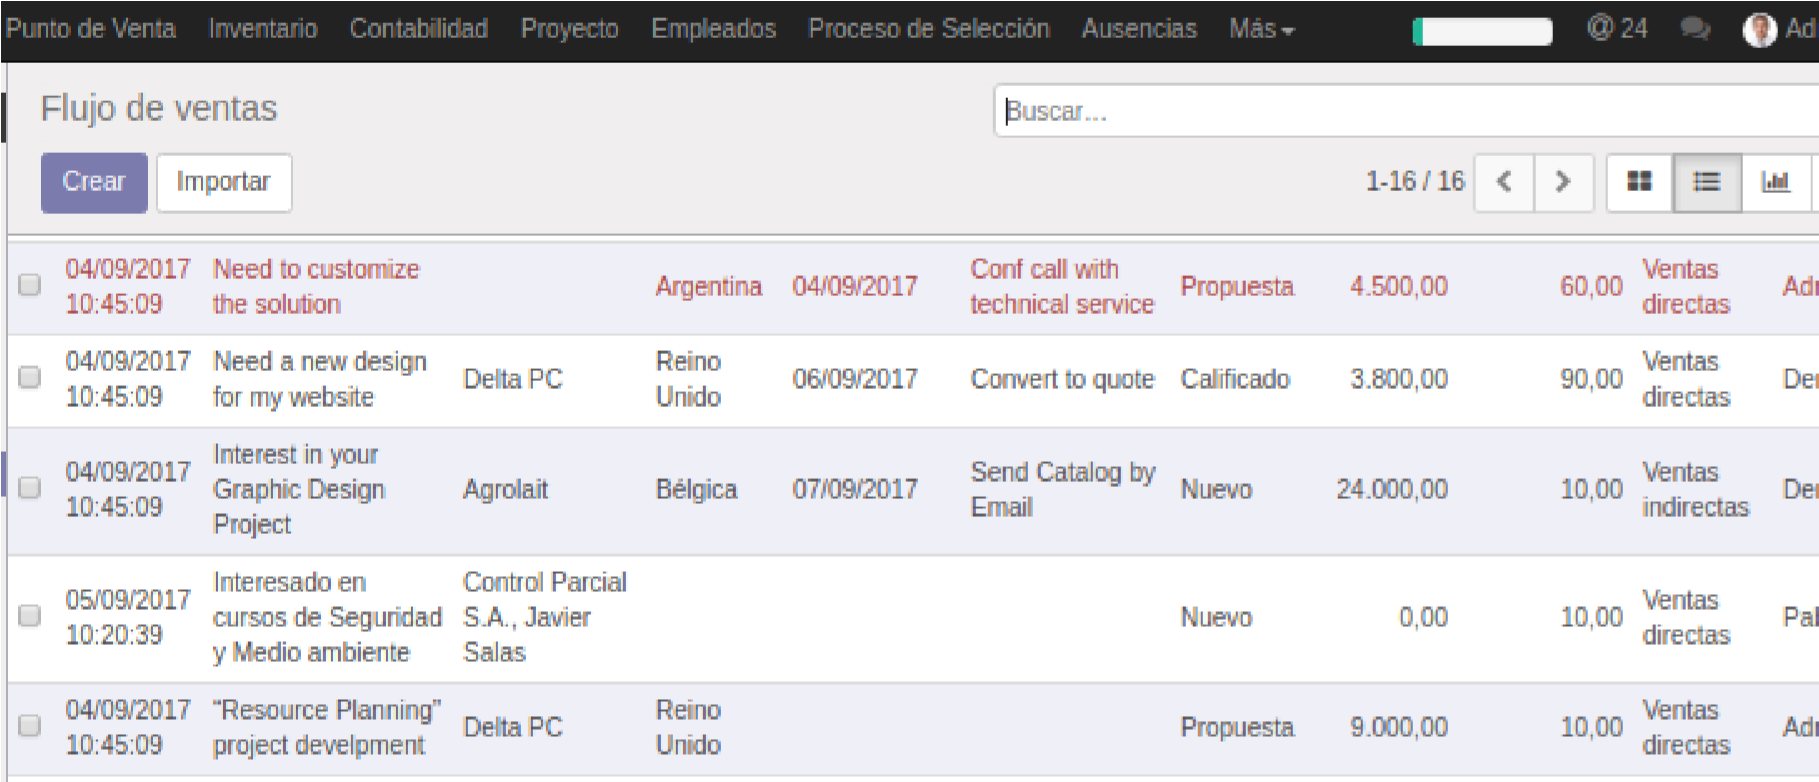 Punto de Venta Inventario Contabilidad Proyecto Empleados Proceso de Selección Ausencias Más @ 24
Flujo de ventas
Buscar...
Crear Importar
1-16 / 16
04/09/2017 10:45:09 Need to customize the solution Argentina 04/09/2017 Conf call with technical service Propuesta 4.500,00 60,00 Ventas directas
04/09/2017 10:45:09 Need a new design for my website Delta PC Reino Unido 06/09/2017 Convert to quote Calificado 3.800,00 90,00 Ventas directas
04/09/2017 10:45:09 Interest in your Graphic Design Project Agrolait Bélgica 07/09/2017 Send Catalog by Email Nuevo 24.000,00 10,00 Ventas indirectas
05/09/2017 10:20:39 Interesado en cursos de Seguridad y Medio ambiente Control Parcial S.A., Javier Salas Nuevo 0,00 10,00 Ventas directas
04/09/2017 10:45:09 “Resource Planning” project develpment Delta PC Reino Unido Propuesta 9.000,00 10,00 Ventas directas